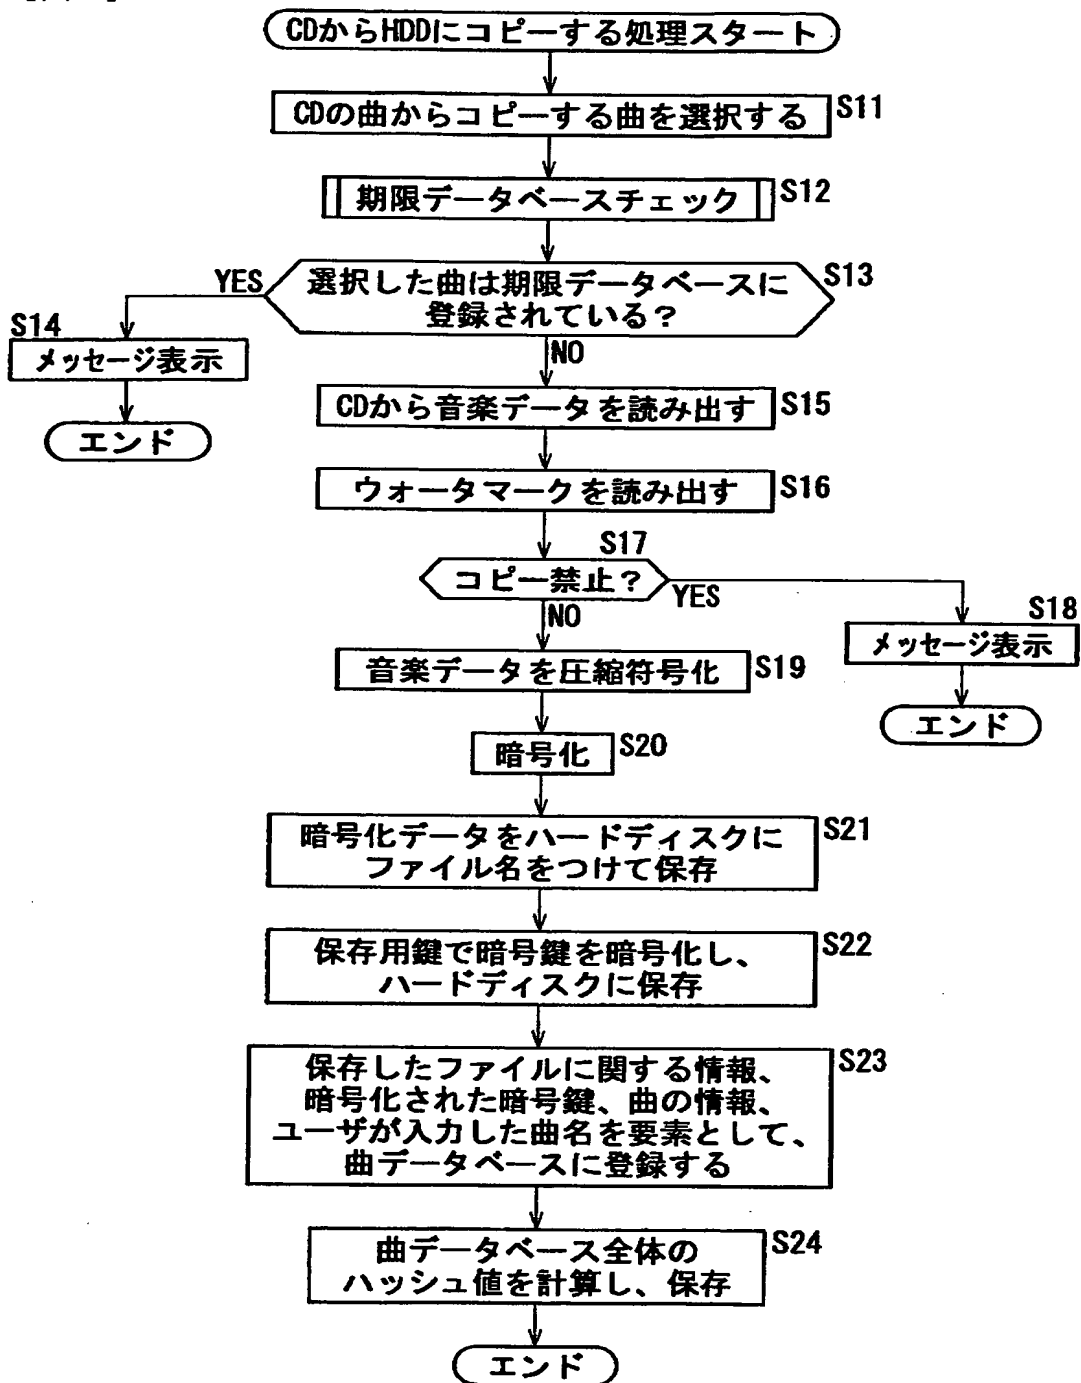 CDからHDDにコピーする処理スタート
CDの曲からコピーする曲を選択する
S11
期限データベースチェック
S12
選択した曲は期限データベースに
登録されている?
S13
YES
NO
S14
メッセージ表示
エンド
CDから音楽データを読み出す
S15
ウォータマークを読み出す
S16
S17
コピー禁止?
YES
NO
S18
メッセージ表示
エンド
音楽データを圧縮符号化
S19
暗号化
S20
暗号化データをハードディスクに
ファイル名をつけて保存
S21
保存用鍵で暗号鍵を暗号化し、
ハードディスクに保存
S22
保存したファイルに関する情報、
暗号化された暗号鍵、曲の情報、
ユーザが入力した曲名を要素として、
曲データベースに登録する
S23
曲データベース全体の
ハッシュ値を計算し、保存
S24
エンド